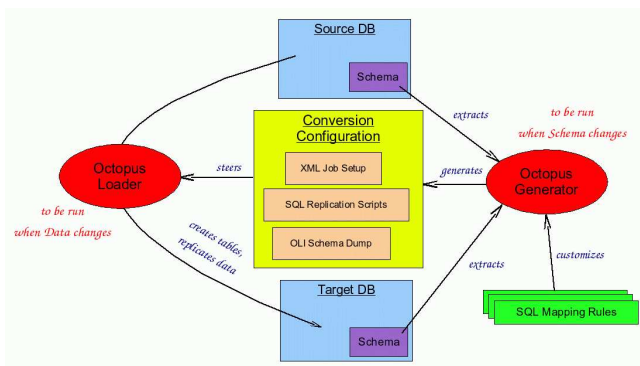 Source DB
Schema
extracts
to be run
when Schema changes
Conversion
Configuration
XML Job Setup
SQL Replication Scripts
OLI Schema Dump
steers
generates
Octopus
Loader
Octopus
Generator
to be run
when Data changes
creates tables,
replicates data
extracts
customizes
Target DB
Schema
SQL Mapping Rules